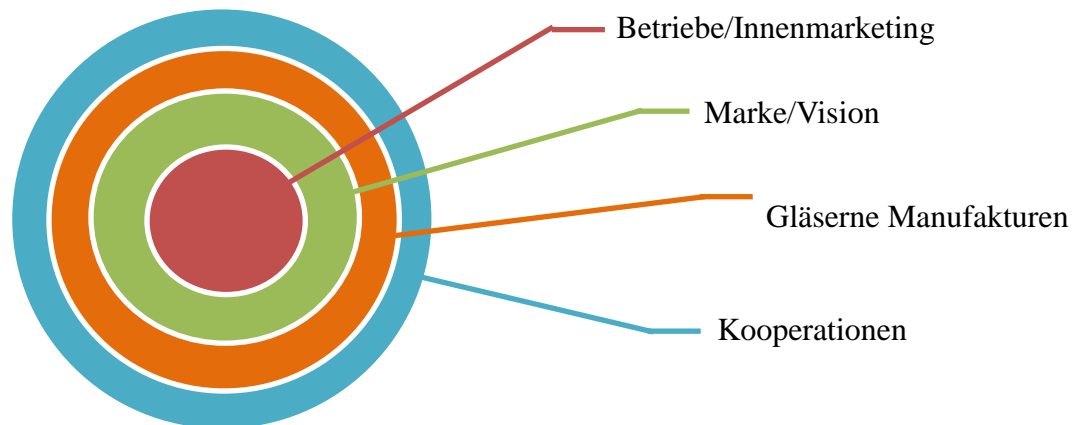 Betriebe/Innenmarketing
Marke/Vision
Gläserne Manufakturen
Kooperationen